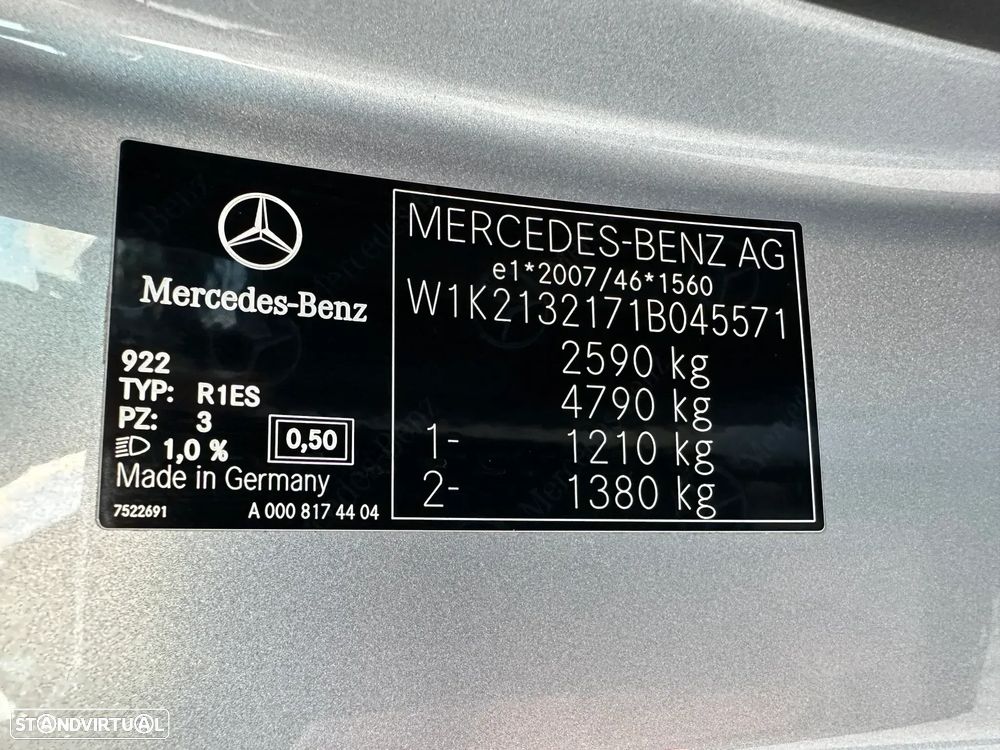 Mercedes-Benz
922
TYP: R1ES
PZ: 3
1,0 %
0,50
Made in Germany
7522691 A 000 817 44 04
MERCEDES-BENZ AG
e1*2007/46*1560
W1K2132171B045571
2590 kg
4790 kg
1- 1210 kg
2- 1380 kg
STANDVIRTUAL